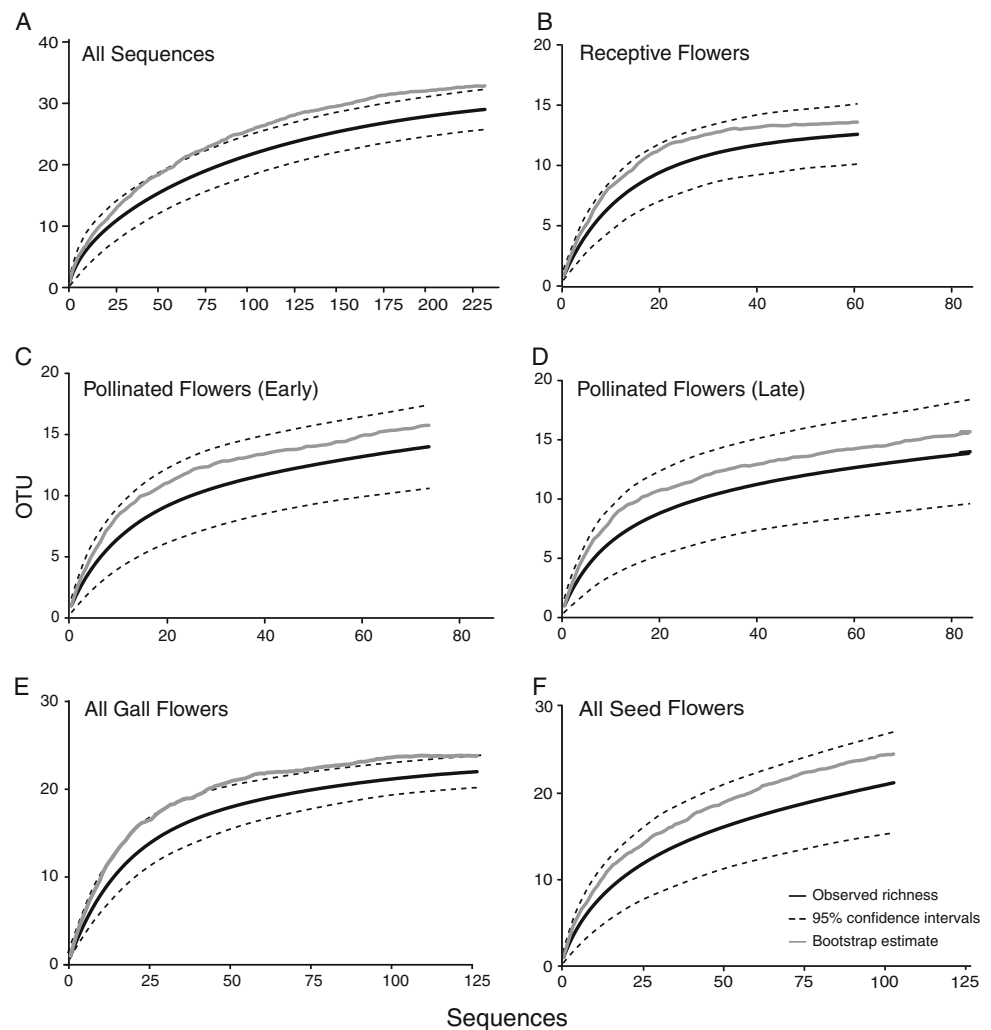 A
All Sequences
40
30
20
10
0
0 25 50 75 100 125 150 175 200 225
B
Receptive Flowers
20
15
10
5
0
0 20 40 60 80
C
Pollinated Flowers (Early)
20
15
10
5
0
0 20 40 60 80
D
Pollinated Flowers (Late)
20
15
10
5
0
0 20 40 60 80
OTU
E
All Gall Flowers
30
20
10
0
0 25 50 75 100 125
F
All Seed Flowers
30
20
10
0
0 25 50 75 100 125
Observed richness
95% confidence intervals
Bootstrap estimate
Sequences